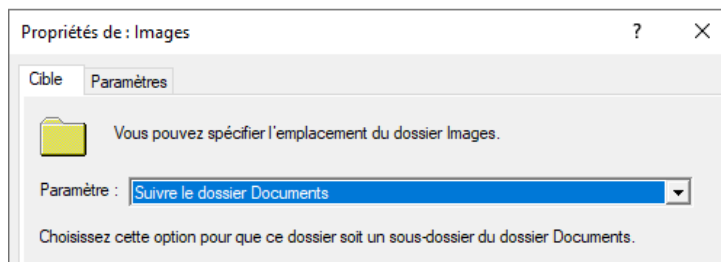 Propriétés de : Images
Cible Paramètres
Vous pouvez spécifier l'emplacement du dossier Images.
Paramètre : Suivre le dossier Documents
Choisissez cette option pour que ce dossier soit un sous-dossier du dossier Documents.